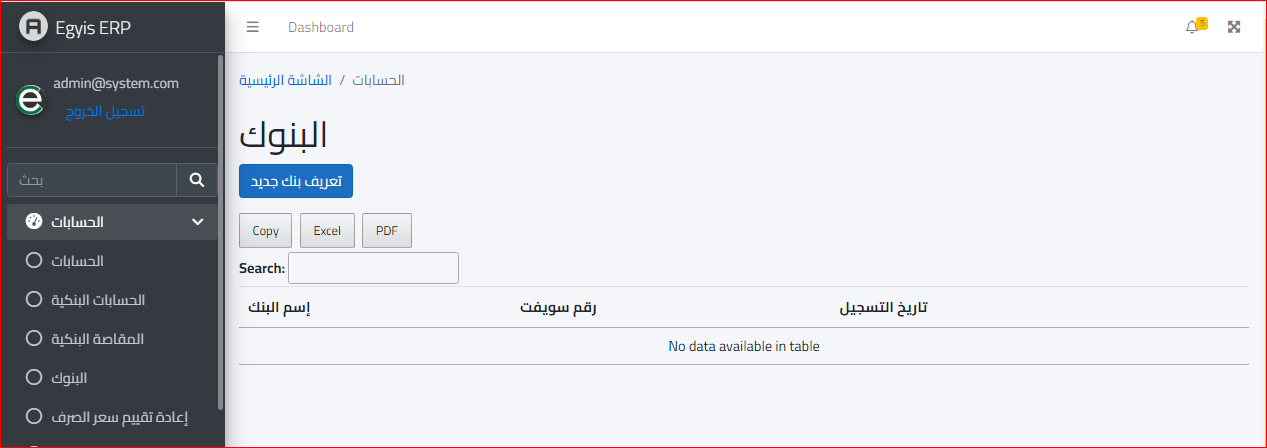 Egyis ERP
Dashboard
5
admin@system.com
تسجيل الخروج
بحث
الحسابات
الحسابات
الحسابات البنكية
المقاصة البنكية
البنوك
إعادة تقييم سعر الصرف
الشاشة الرئيسية / الحسابات
البنوك
تعريف بنك جديد
Copy Excel PDF
Search:
إسم البنك رقم سويفت تاريخ التسجيل
No data available in table